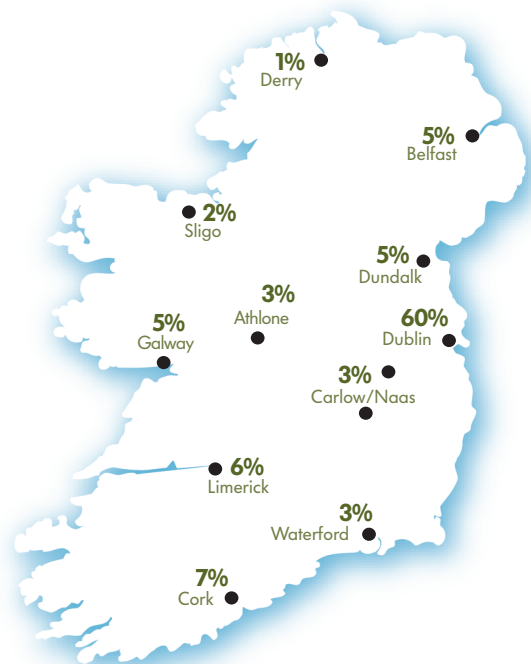 1%
Derry
5%
Belfast
2%
Sligo
5%
Dundalk
3%
Athlone
60%
Dublin
5%
Galway
3%
Carlow/Naas
6%
Limerick
3%
Waterford
7%
Cork